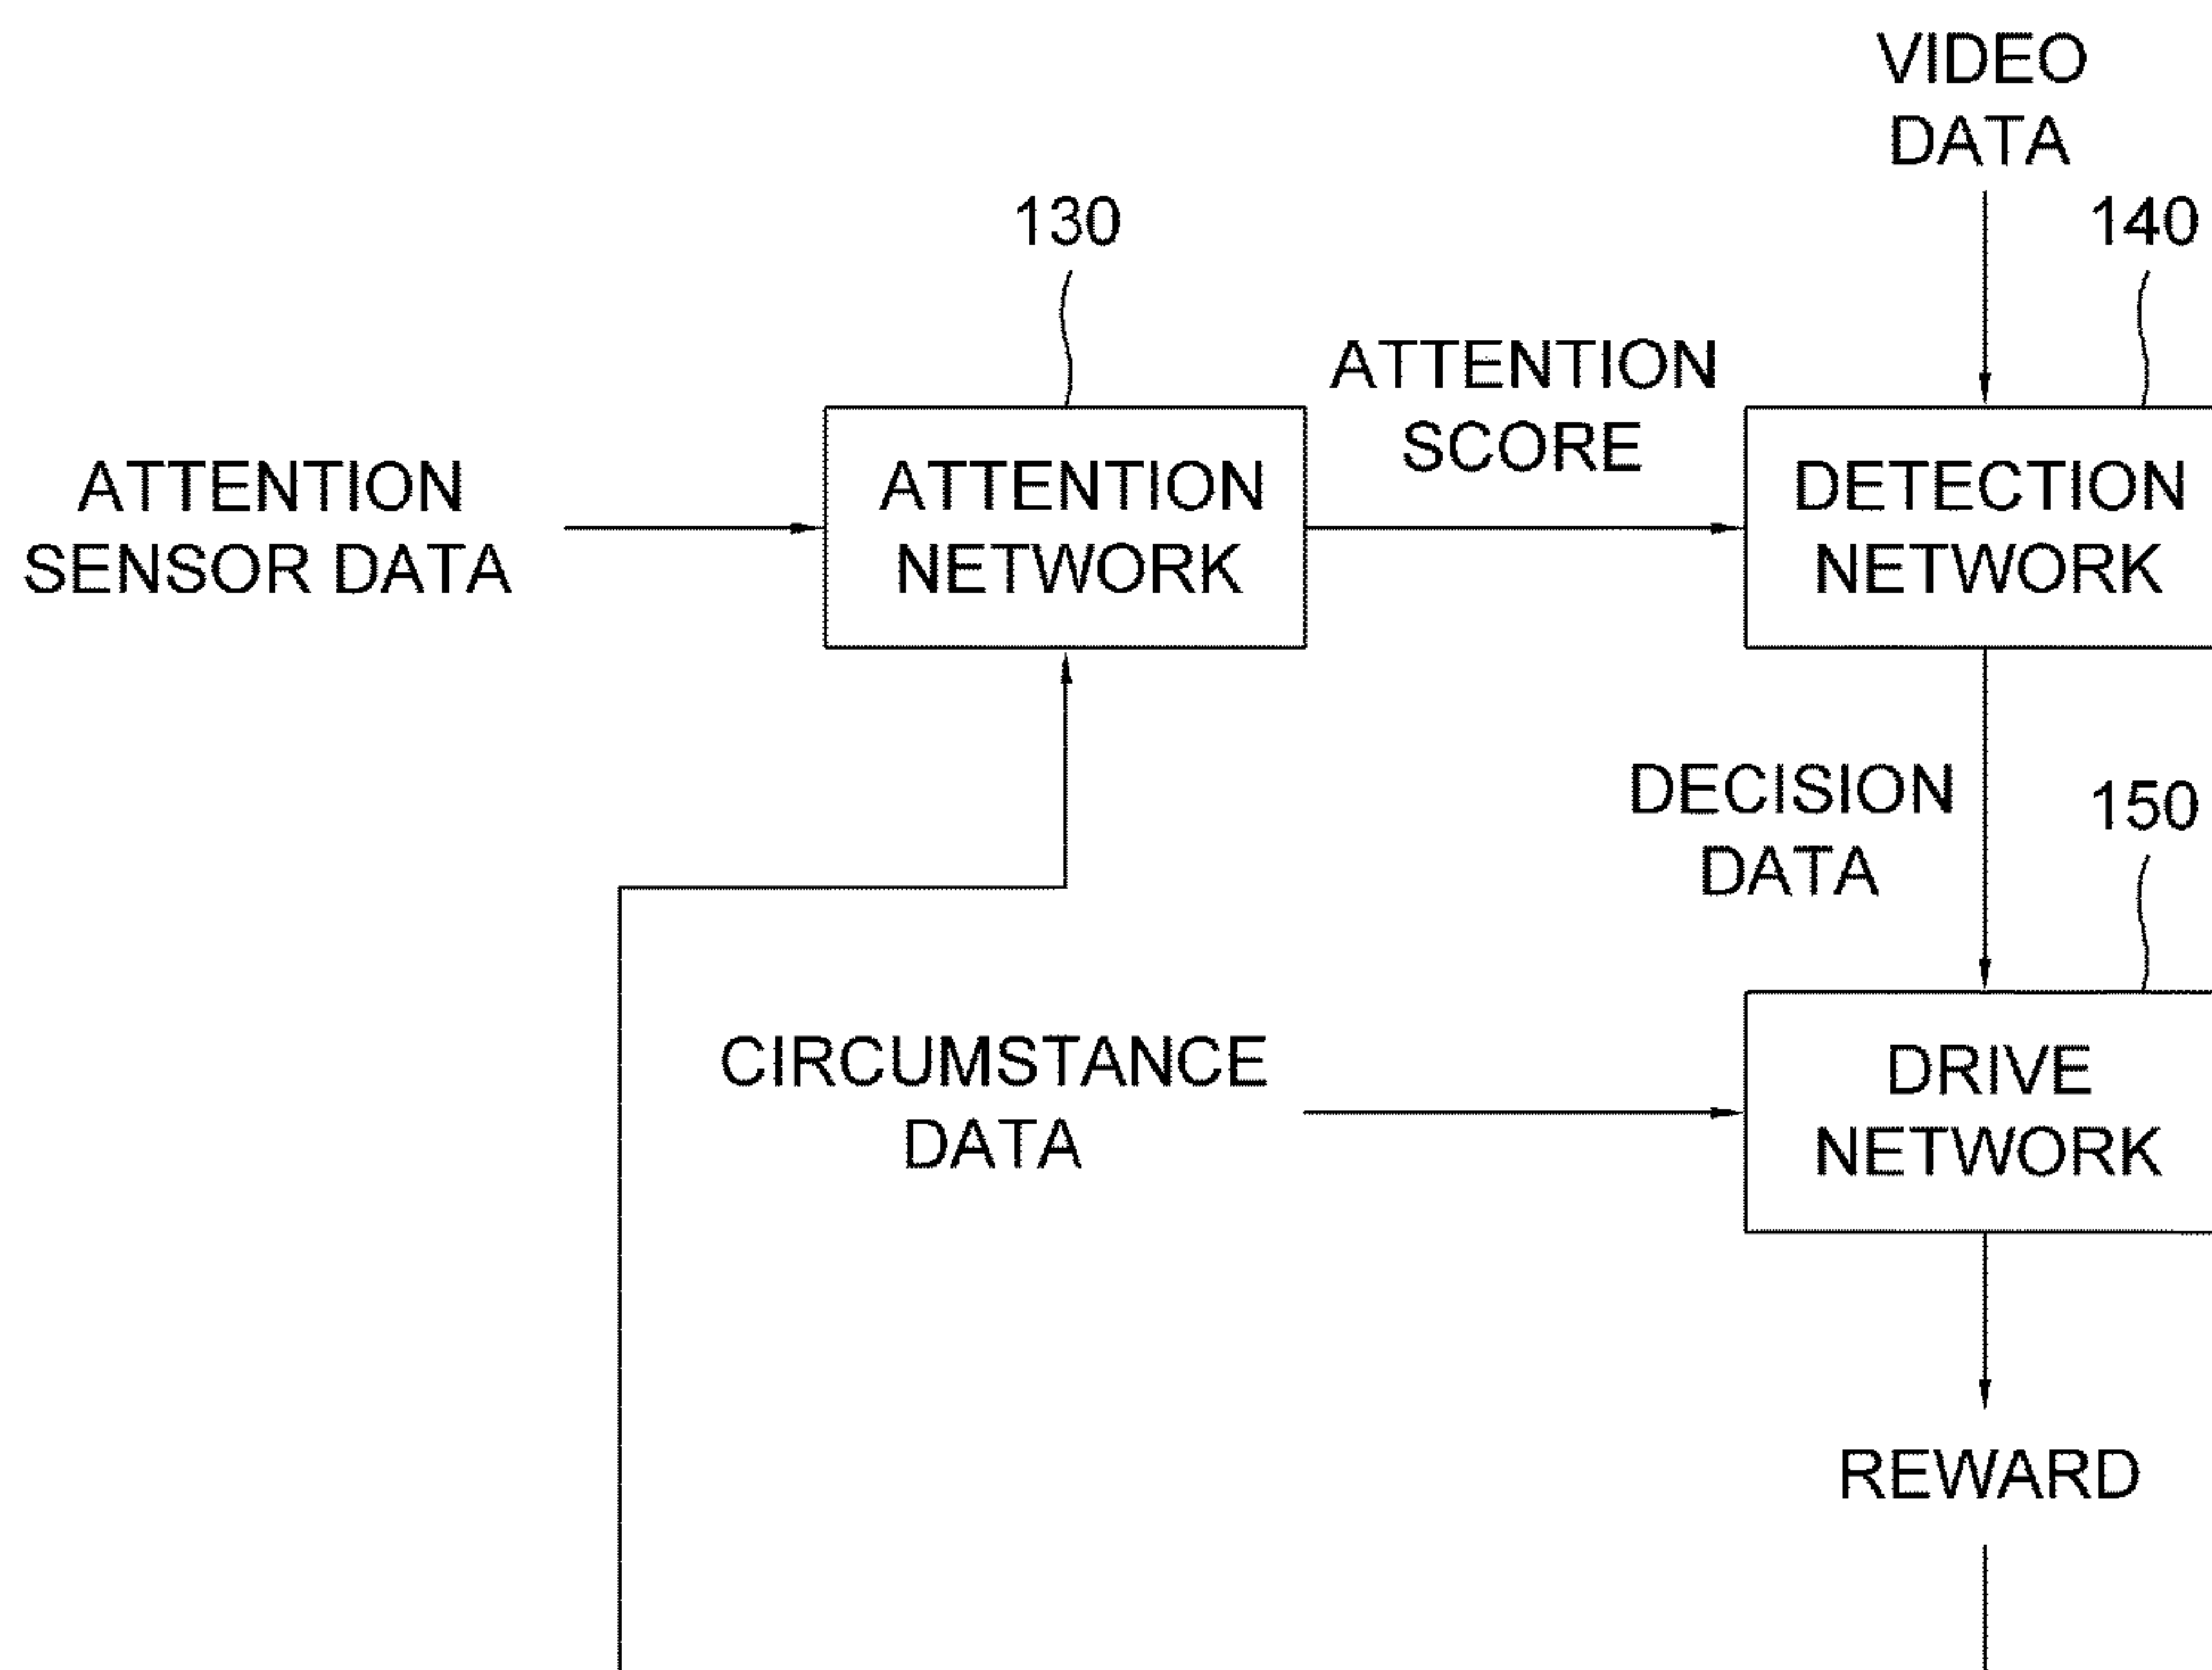 VIDEO
DATA
130
140
ATTENTION
SCORE
ATTENTION
SENSOR DATA
ATTENTION
NETWORK
DETECTION
NETWORK
DECISION
DATA
150
CIRCUMSTANCE
DATA
DRIVE
NETWORK
REWARD